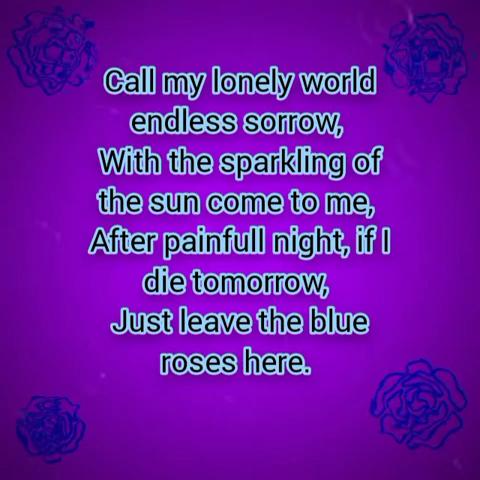 Call my lonely world
endless sorrow,
With the sparkling of
the sun come to me,
After painfull night, if I
die tomorrow,
Just leave the blue
roses here.